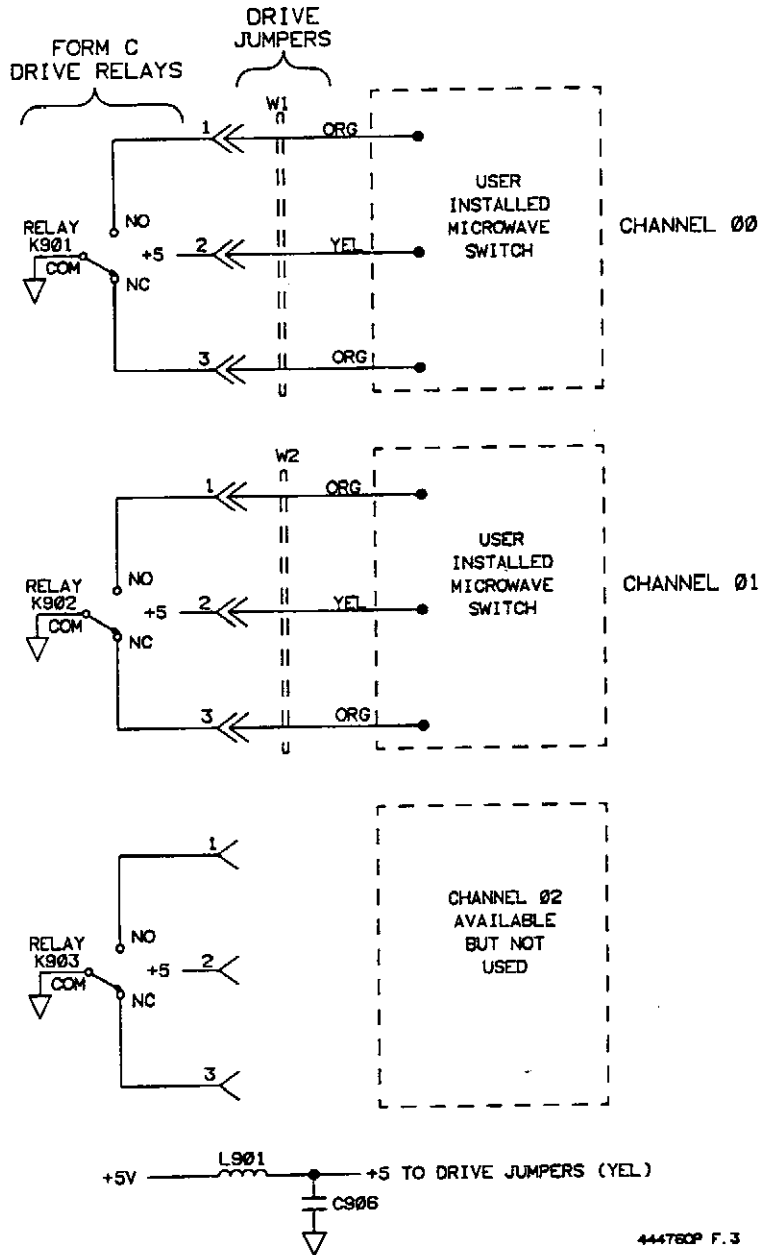 FORM C
DRIVE RELAYS
DRIVE
JUMPERS
W1
1
ORG
NO
RELAY
K901
COM
+5
2
YEL
NC
3
ORG
USER
INSTALLED
MICROWAVE
SWITCH
CHANNEL 00
W2
1
ORG
NO
RELAY
K902
COM
+5
2
YEL
NC
3
ORG
USER
INSTALLED
MICROWAVE
SWITCH
CHANNEL 01
1
NO
RELAY
K903
COM
+5
2
NC
3
CHANNEL 02
AVAILABLE
BUT NOT
USED
+5V
L901
+5 TO DRIVE JUMPERS (YEL)
C906
44476OP F.3